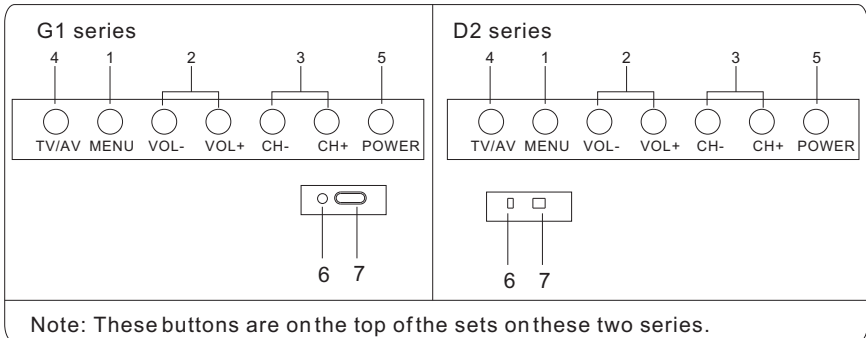 G1 series
4 1 2 3 5
TV/AV MENU VOL- VOL+ CH- CH+ POWER
6 7
D2 series
4 1 2 3 5
TV/AV MENU VOL- VOL+ CH- CH+ POWER
6 7
Note: These buttons are on the top of the sets on these two series.